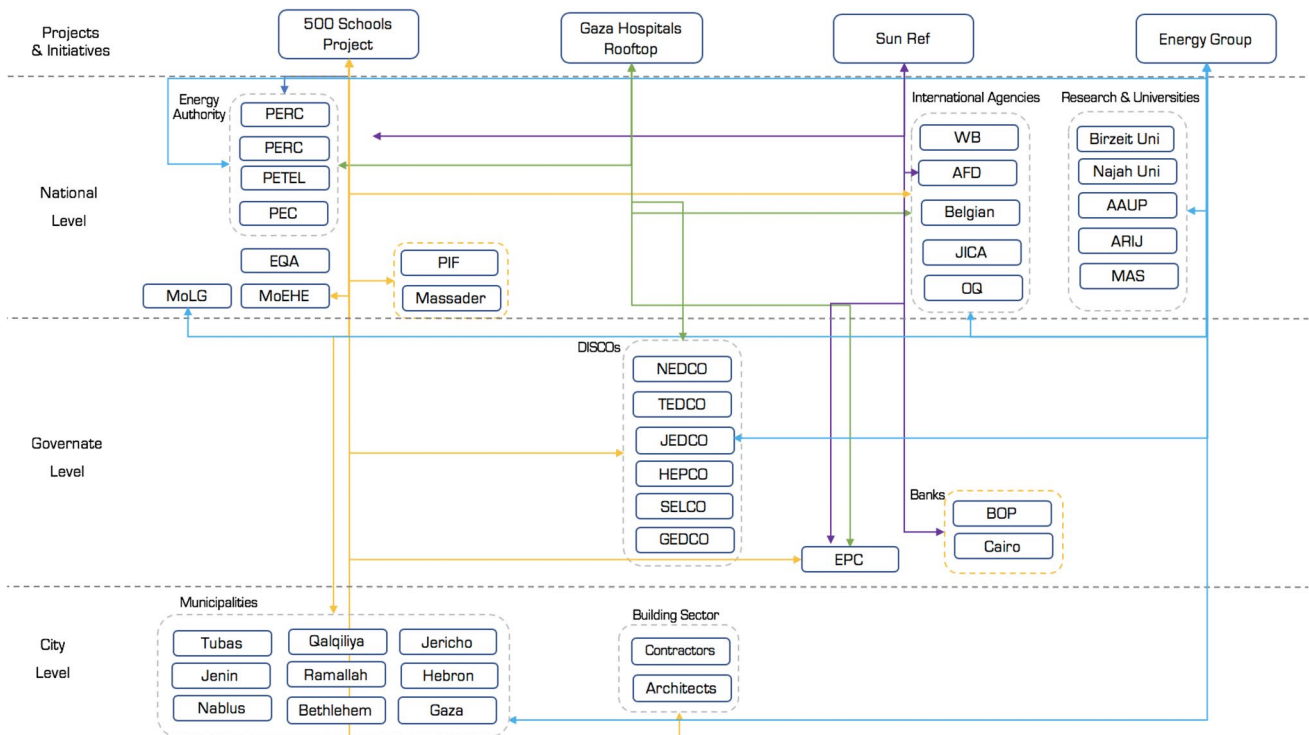 Projects
& Initiatives
500 Schools
Project
Gaza Hospitals
Rooftop
Sun Ref
Energy Group
National
Level
Energy
Authority
PERC
PERC
PETEL
PEC
EQA
MoLG
MoEHE
PIF
Massader
International Agencies
WB
AFD
Belgian
JICA
OQ
Research & Universities
Birzeit Uni
Najah Uni
AAUP
ARIJ
MAS
Governate
Level
DISCOs
NEDCO
TEDCO
JEDCO
HEPCO
SELCO
GEDCO
EPC
Banks
BOP
Cairo
City
Level
Municipalities
Tubas
Qalqiliya
Jericho
Jenin
Ramallah
Hebron
Nablus
Bethlehem
Gaza
Building Sector
Contractors
Architects